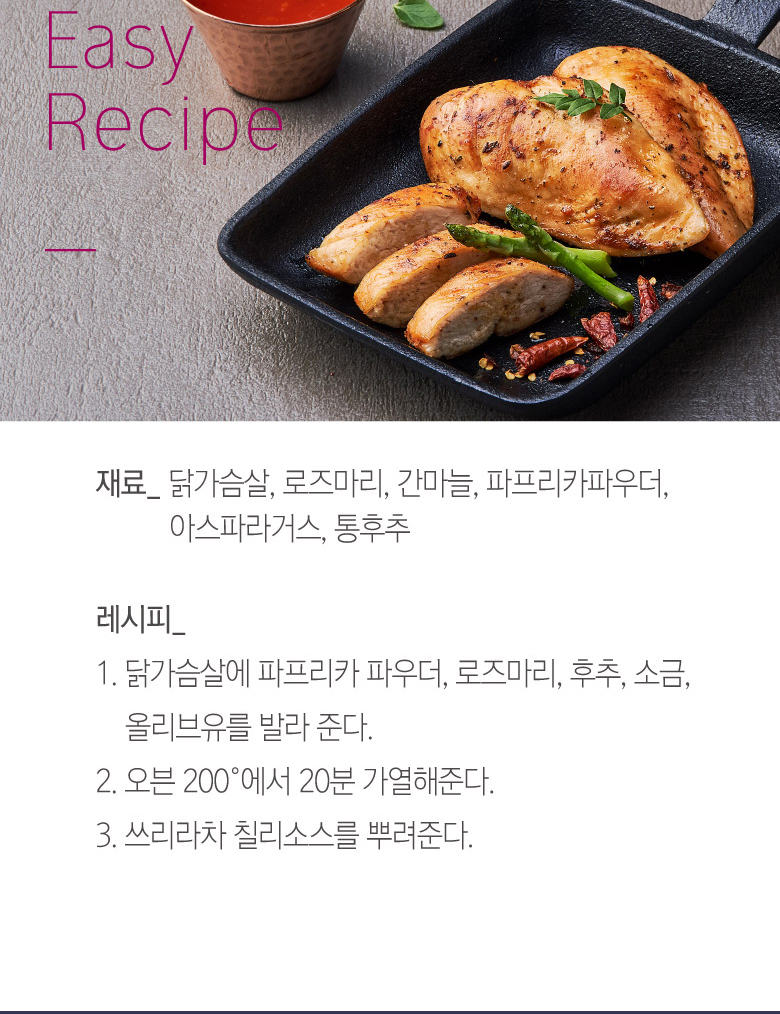 Easy
Recipe
재료_ 닭가슴살, 로즈마리, 간마늘, 파프리카파우더,
아스파라거스, 통후추
레시피_
1. 닭가슴살에 파프리카 파우더, 로즈마리, 후추, 소금,
올리브유를 발라 준다.
2. 오븐 200°에서 20분 가열해준다.
3. 쓰리라차 칠리소스를 뿌려준다.